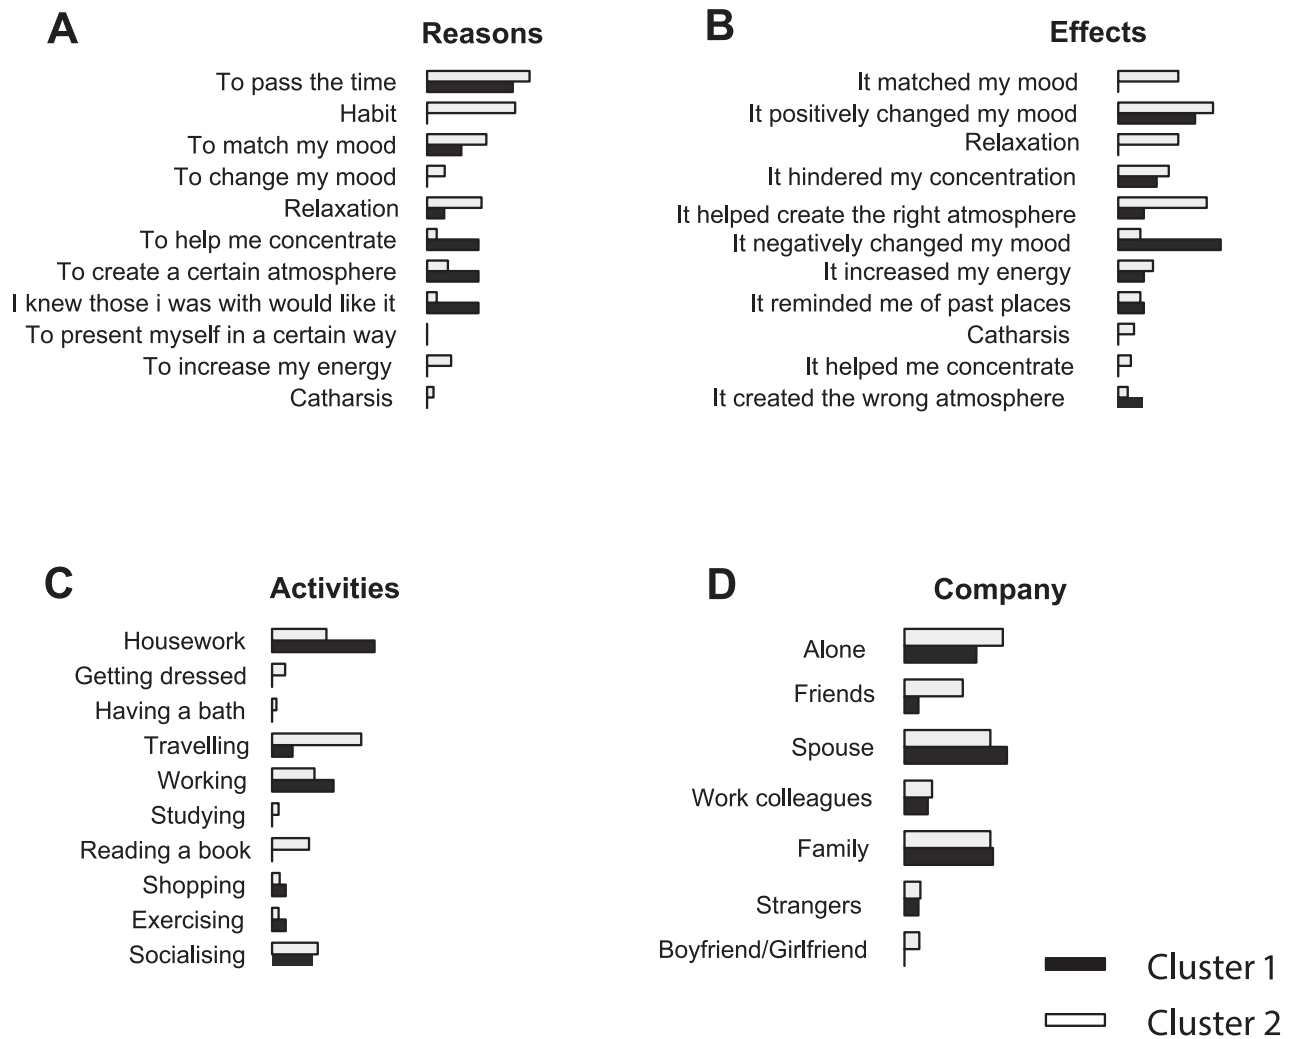 A
Reasons
To pass the time
Habit
To match my mood
To change my mood
Relaxation
To help me concentrate
To create a certain atmosphere
I knew those i was with would like it
To present myself in a certain way
To increase my energy
Catharsis
B
Effects
It matched my mood
It positively changed my mood
Relaxation
It hindered my concentration
It helped create the right atmosphere
It negatively changed my mood
It increased my energy
It reminded me of past places
Catharsis
It helped me concentrate
It created the wrong atmosphere
C
Activities
Housework
Getting dressed
Having a bath
Travelling
Working
Studying
Reading a book
Shopping
Exercising
Socialising
D
Company
Alone
Friends
Spouse
Work colleagues
Family
Strangers
Boyfriend/Girlfriend
Cluster 1
Cluster 2